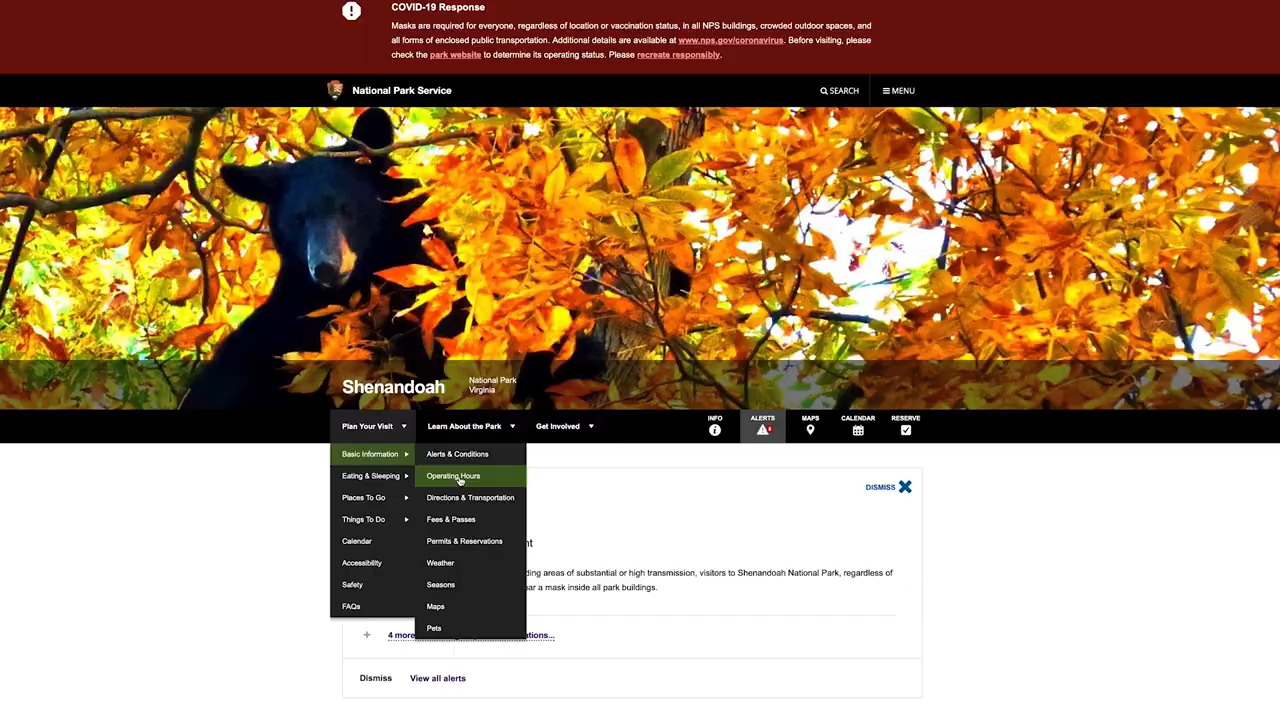 COVID-19 Response
Masks are required for everyone, regardless of location or vaccination status, in all NPS buildings, crowded outdoor spaces, and
all forms of enclosed public transportation. Additional details are available at www.nps.gov/coronavirus. Before visiting, please
check the park website to determine its operating status. Please recreate responsibly.
National Park Service
SEARCH
MENU
Shenandoah
National Park
Virginia
Plan Your Visit
Learn About the Park
Get Involved
INFO
ALERTS
MAPS
CALENDAR
RESERVE
Basic Information
Eating & Sleeping
Places To Go
Things To Do
Calendar
Accessibility
Safety
FAQs
Alerts & Conditions
Operating Hours
Directions & Transportation
Fees & Passes
Permits & Reservations
Weather
Seasons
Maps
Pets
DISMISS
areas of substantial or high transmission, visitors to Shenandoah National Park, regardless of
a mask inside all park buildings.
4 more
Dismiss
View all alerts